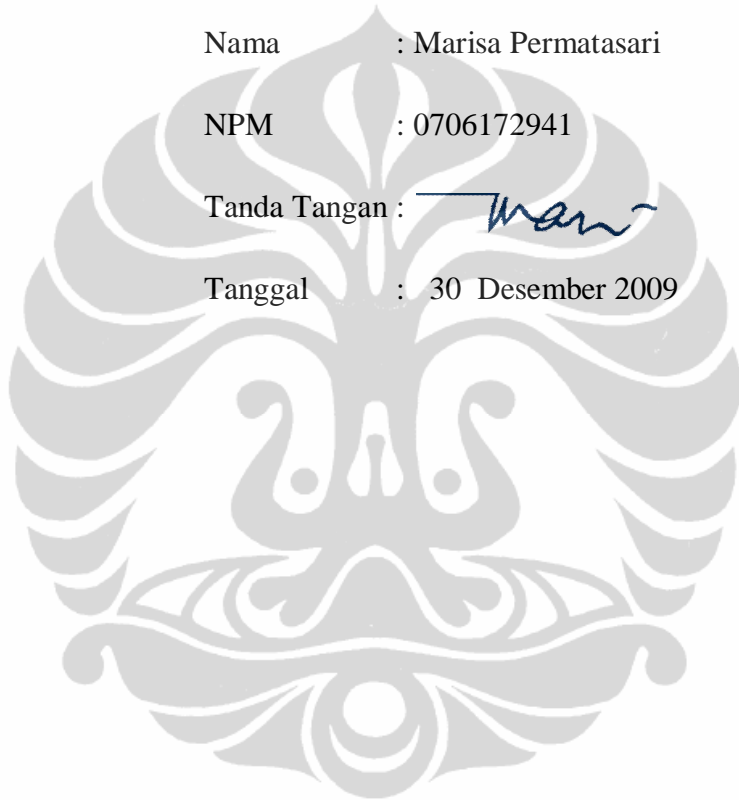 Nama : Marisa Permatasari
NPM : 0706172941
Tanda Tangan :
Tanggal : 30 Desember 2009